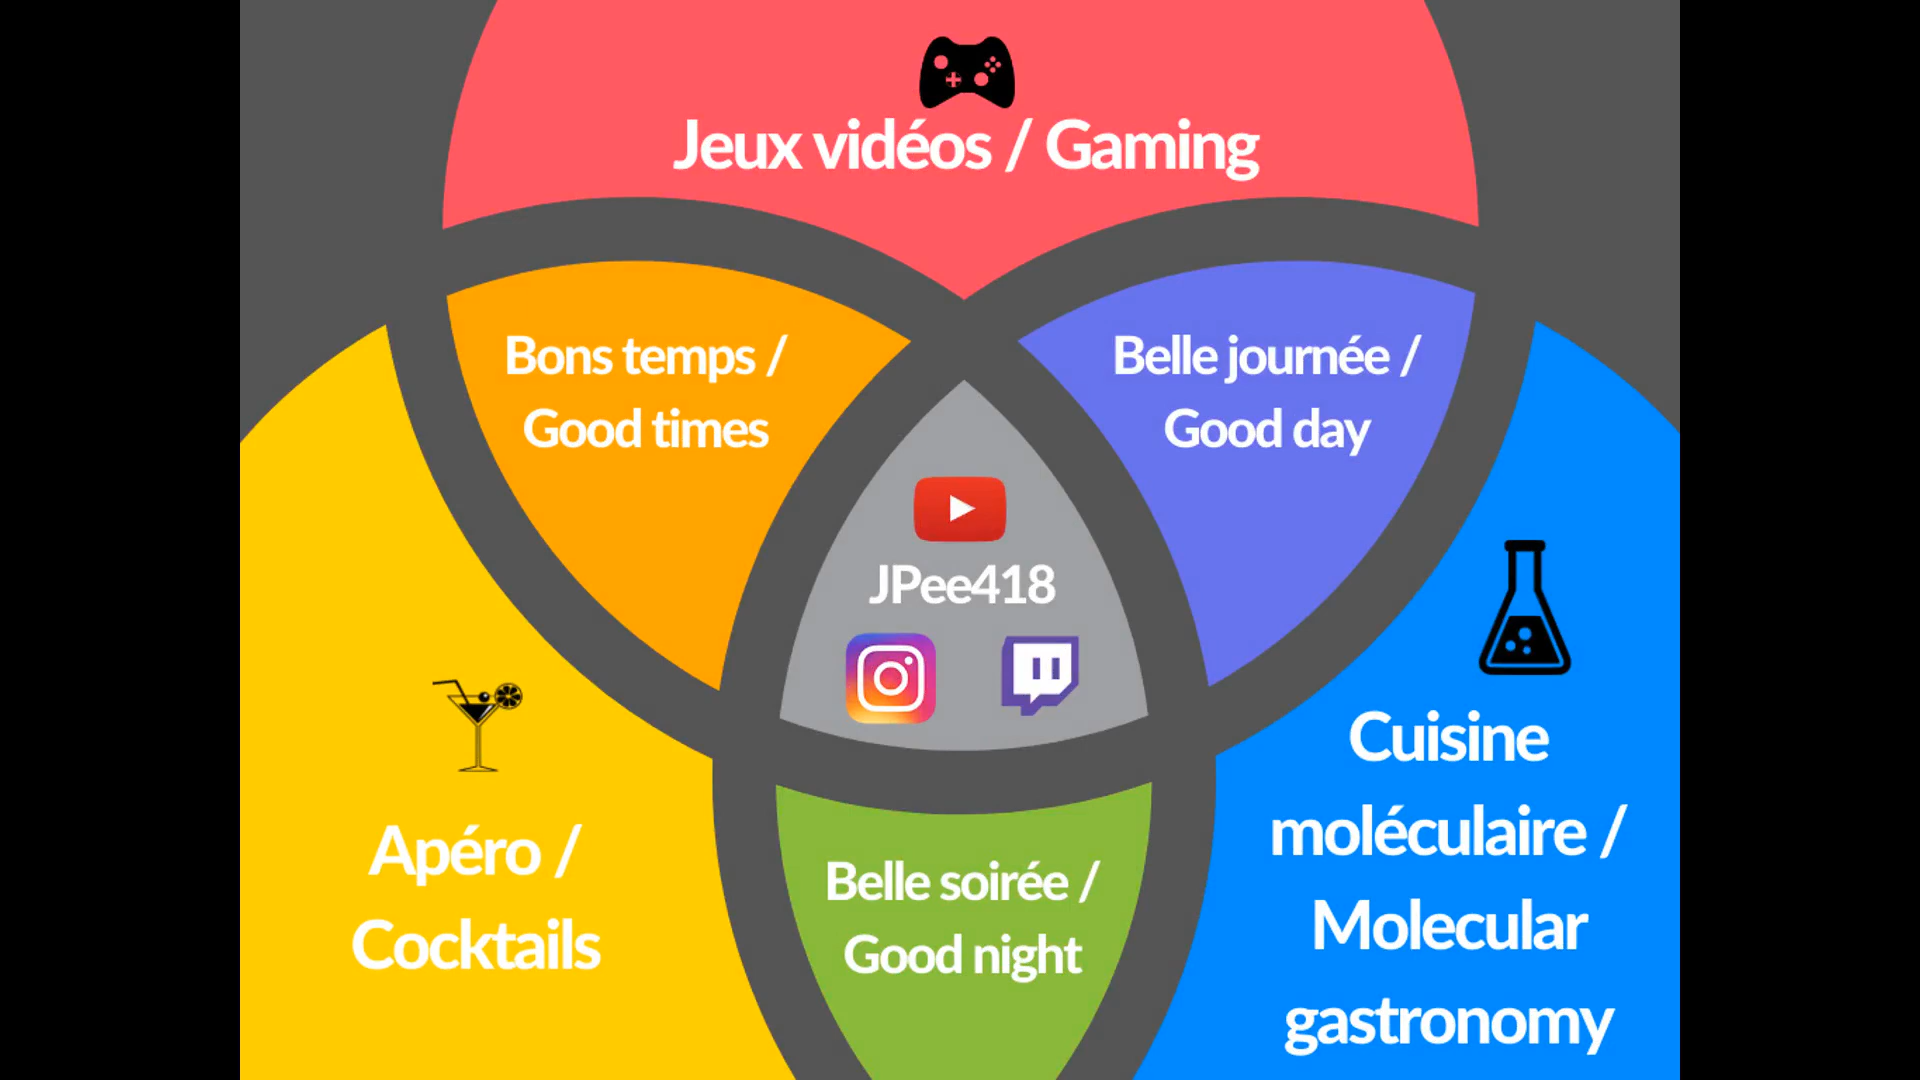 Jeux vidéos / Gaming
Bons temps /
Good times
Belle journée /
Good day
JPee418
Apéro /
Cocktails
Belle soirée /
Good night
Cuisine
moléculaire /
Molecular
gastronomy